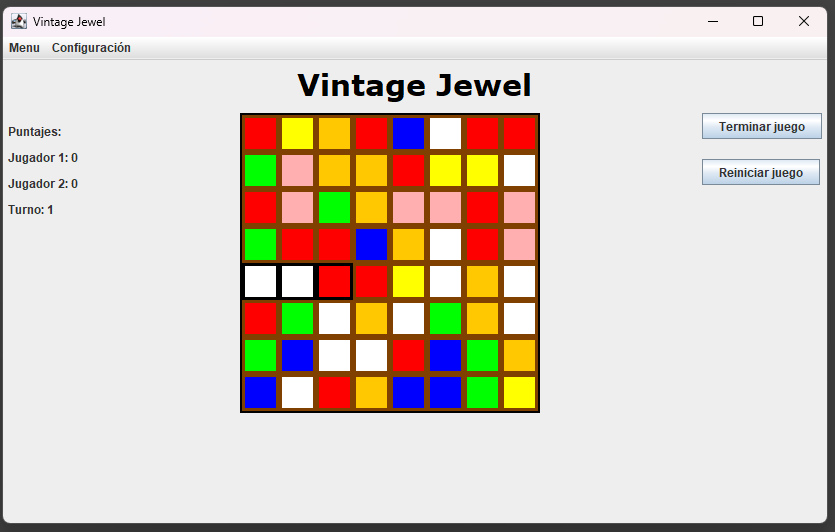 Vintage Jewel
Menu Configuración
Vintage Jewel
Puntajes:
Jugador 1: 0
Jugador 2: 0
Turno: 1
Terminar juego
Reiniciar juego